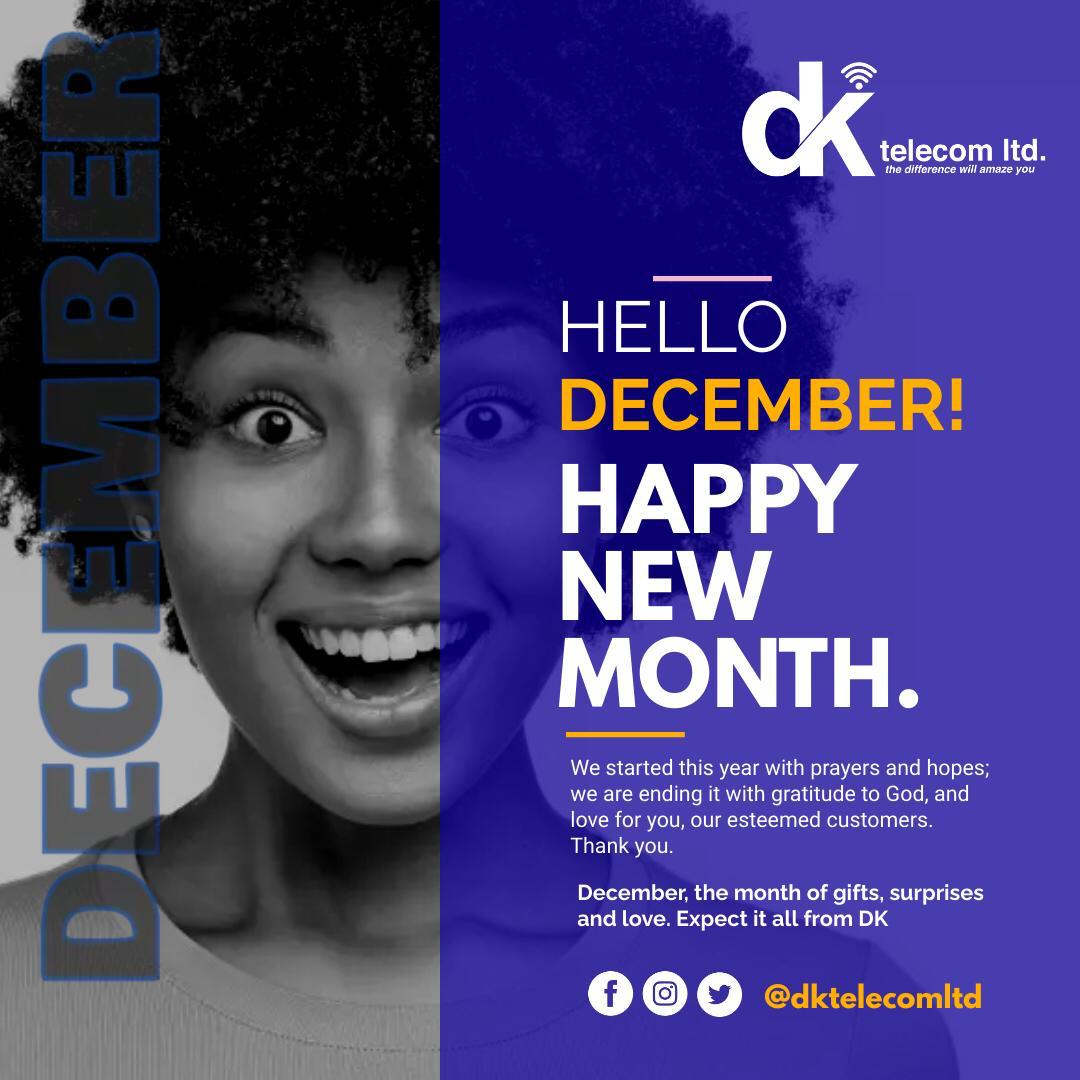 DECEMBER
dk
telecom ltd.
the difference will amaze you
HELLO
DECEMBER!
HAPPY
NEW
MONTH.
We started this year with prayers and hopes;
we are ending it with gratitude to God, and
love for you, our esteemed customers.
Thank you.
December, the month of gifts, surprises
and love. Expect it all from DK
@dktelecomltd